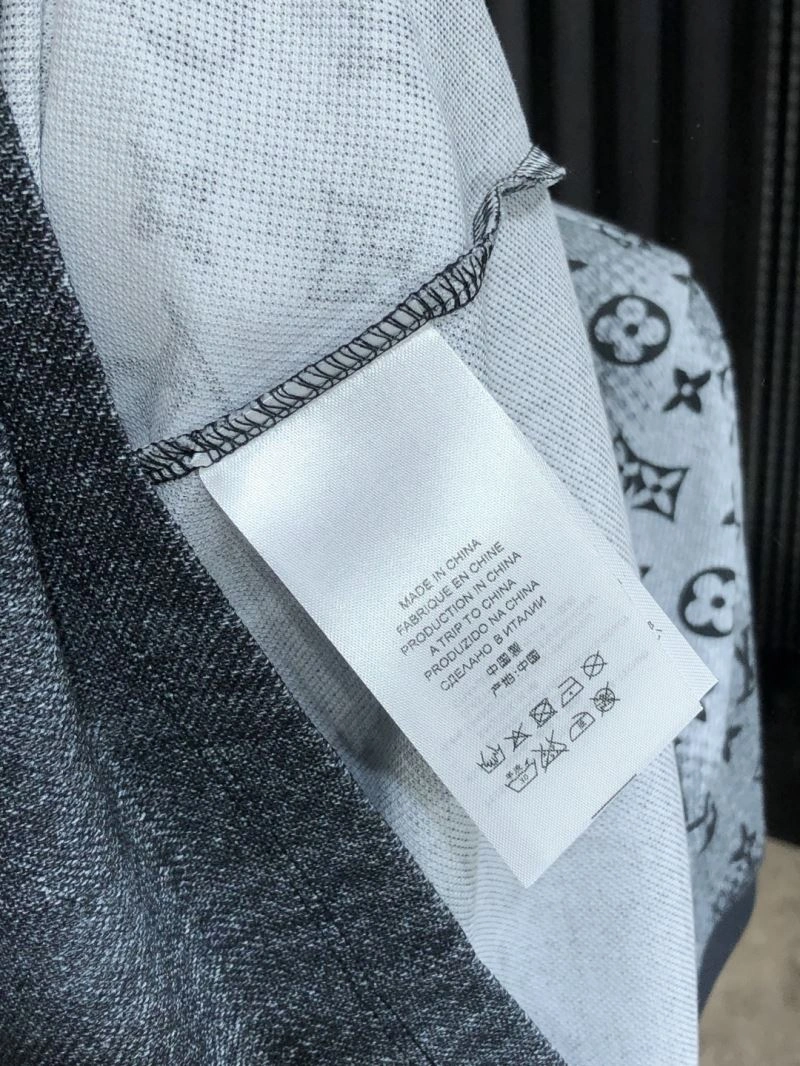 MADE IN CHINA
FABRIQUE EN CHINE
PRODUCTION IN CHINA
A TRIP TO CHINA
PRODUZIDO NA CHINA
СДЕЛАНО В ИТАЛИИ
中国製
产地:中国